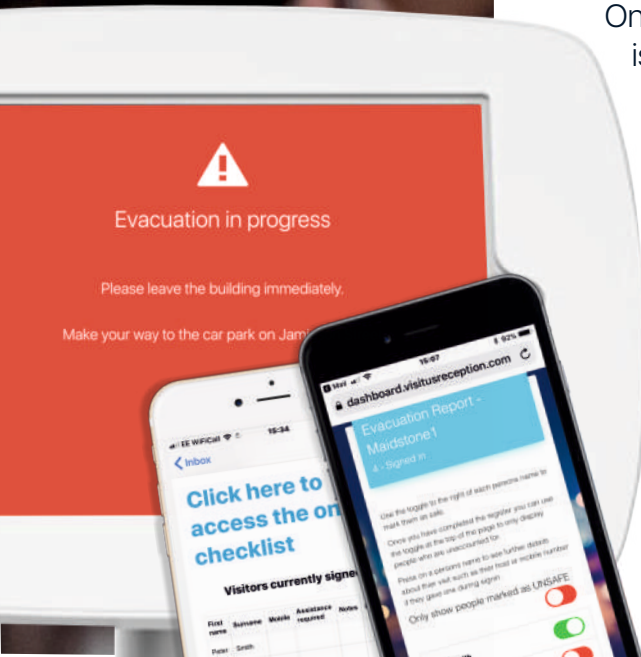 On
is
Evacuation in progress
Please leave the building immediately.
Make your way to the car park on Jami
EE WiFiCall 15:34
Inbox
Click here to
access the on
checklist
Visitors currently signe
First name Surname Mobile Assistance required Notes
Peter Smith
15:07 92%
dashboard.visitusreception.com
Evacuation Report -
Maidstone1
4 - Signed in
Use the toggle to the right of each persons name to
mark them as safe.
Once you have completed the register you can use
the toggle at the top of the page to only display
people who are unaccounted for.
Press on a persons name to see further details
about their visit such as their host or mobile number
if they gave one during signin
Only show people marked as UNSAFE